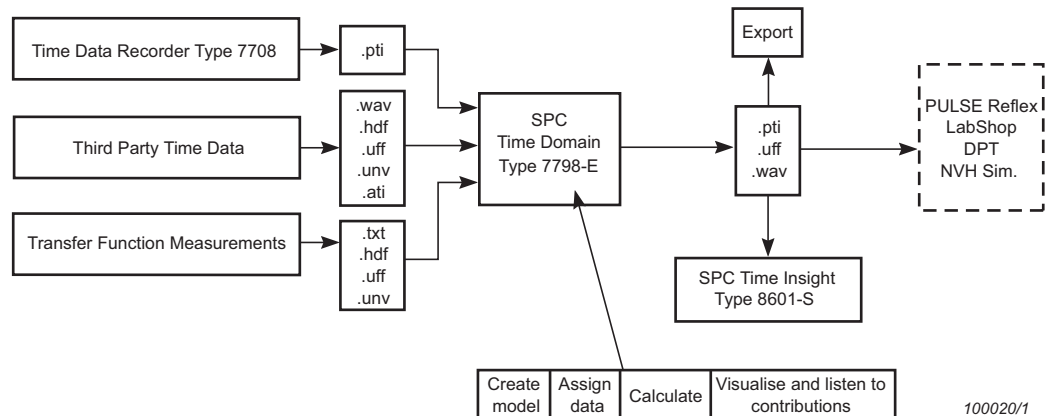 Time Data Recorder Type 7708
.pti
Third Party Time Data
.wav
.hdf
.uff
.unv
.ati
Transfer Function Measurements
.txt
.hdf
.uff
.unv
SPC
Time Domain
Type 7798-E
Export
.pti
.uff
.wav
PULSE Reflex
LabShop
DPT
NVH Sim.
SPC Time Insight
Type 8601-S
Create
model
Assign
data
Calculate
Visualise and listen to
contributions
100020/1